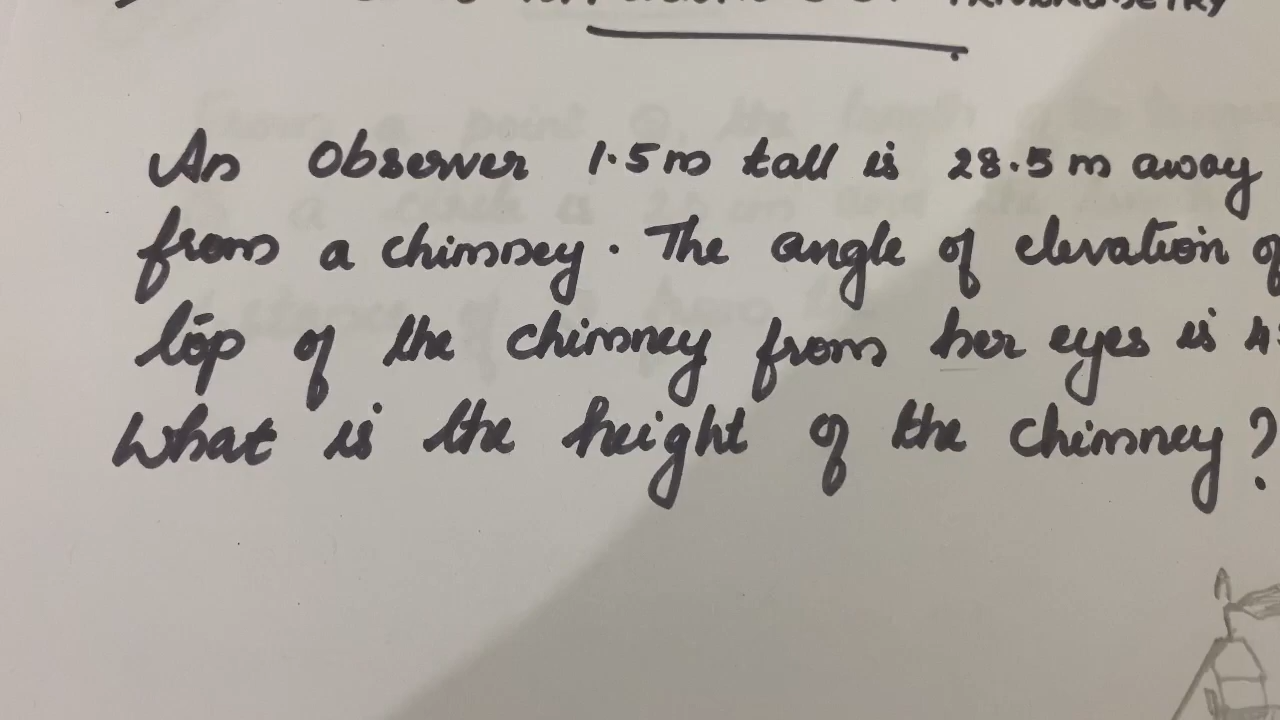 TRIGONOMETRY
An Observer 1.5m tall is 28.5m away
from a chimney. The angle of elevation of
top of the chimney from her eyes is
What is the height of the chimney?